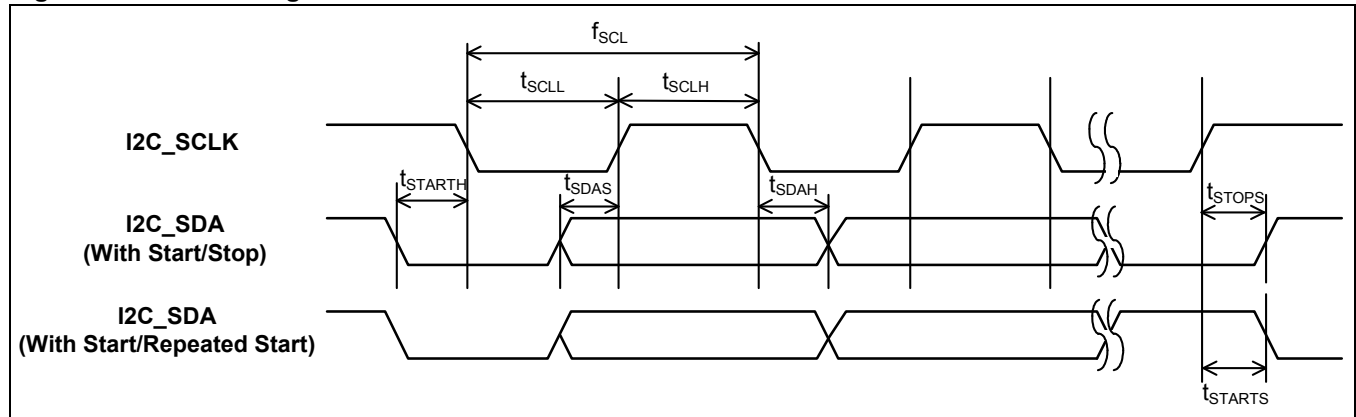 fSCL
tSCLL
tSCLH
I2C_SCLK
tSTARTH
tSDAS
tSDAH
tSTOPS
I2C_SDA
(With Start/Stop)
I2C_SDA
(With Start/Repeated Start)
tSTARTS